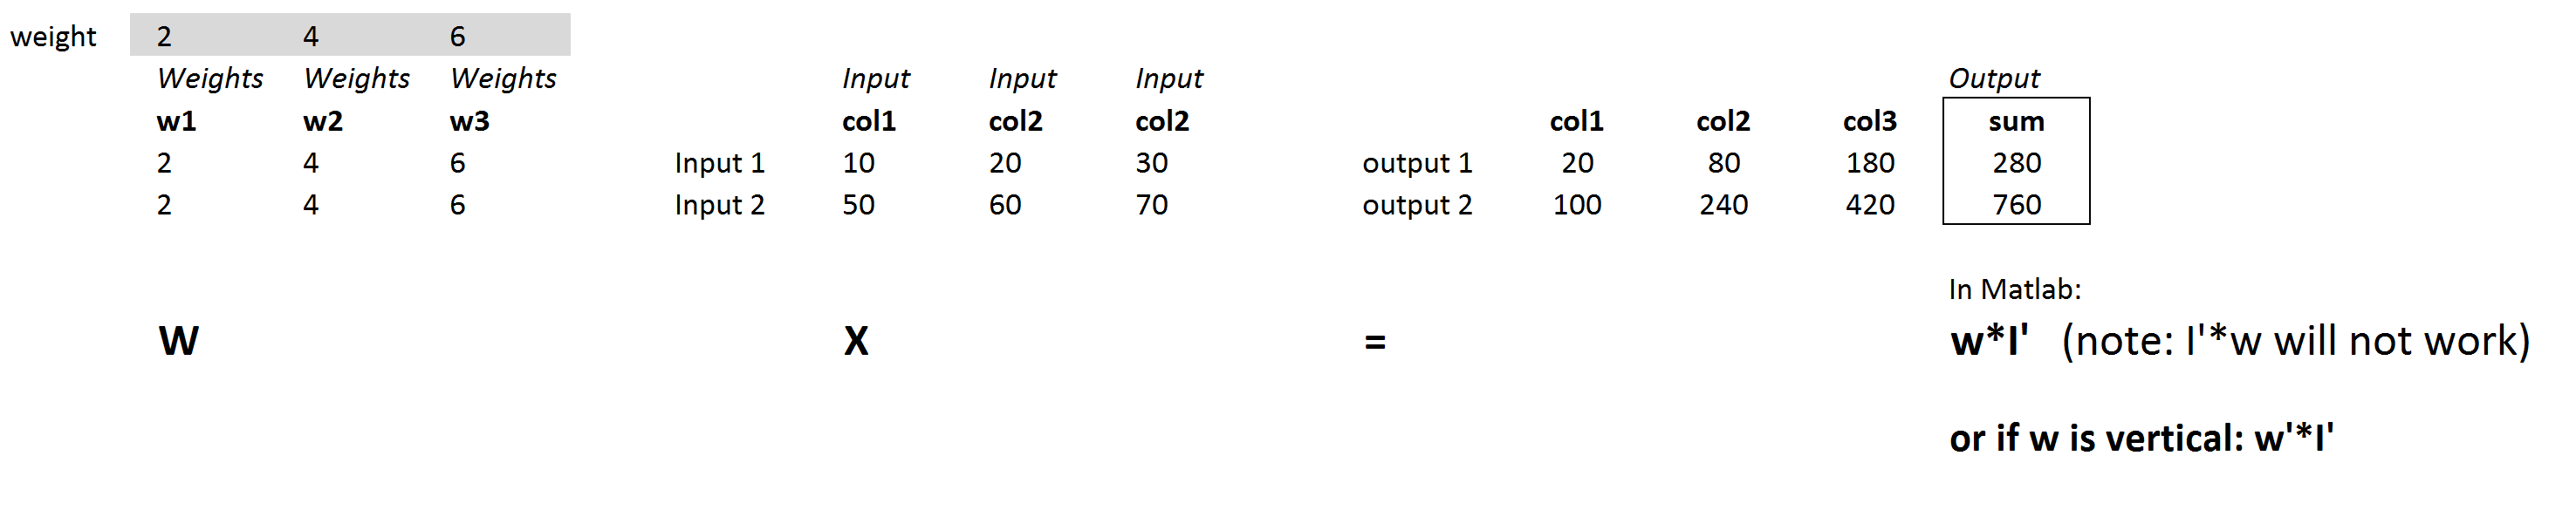 weight 2 4 6
Weights Weights Weights Input Input Input Output
w1 w2 w3 col1 col2 col2 col1 col2 col3 sum
2 4 6 Input 1 10 20 30 output 1 20 80 180 280
2 4 6 Input 2 50 60 70 output 2 100 240 420 760
In Matlab:
W X = w*I' (note: I'*w will not work)
or if w is vertical: w'*I'